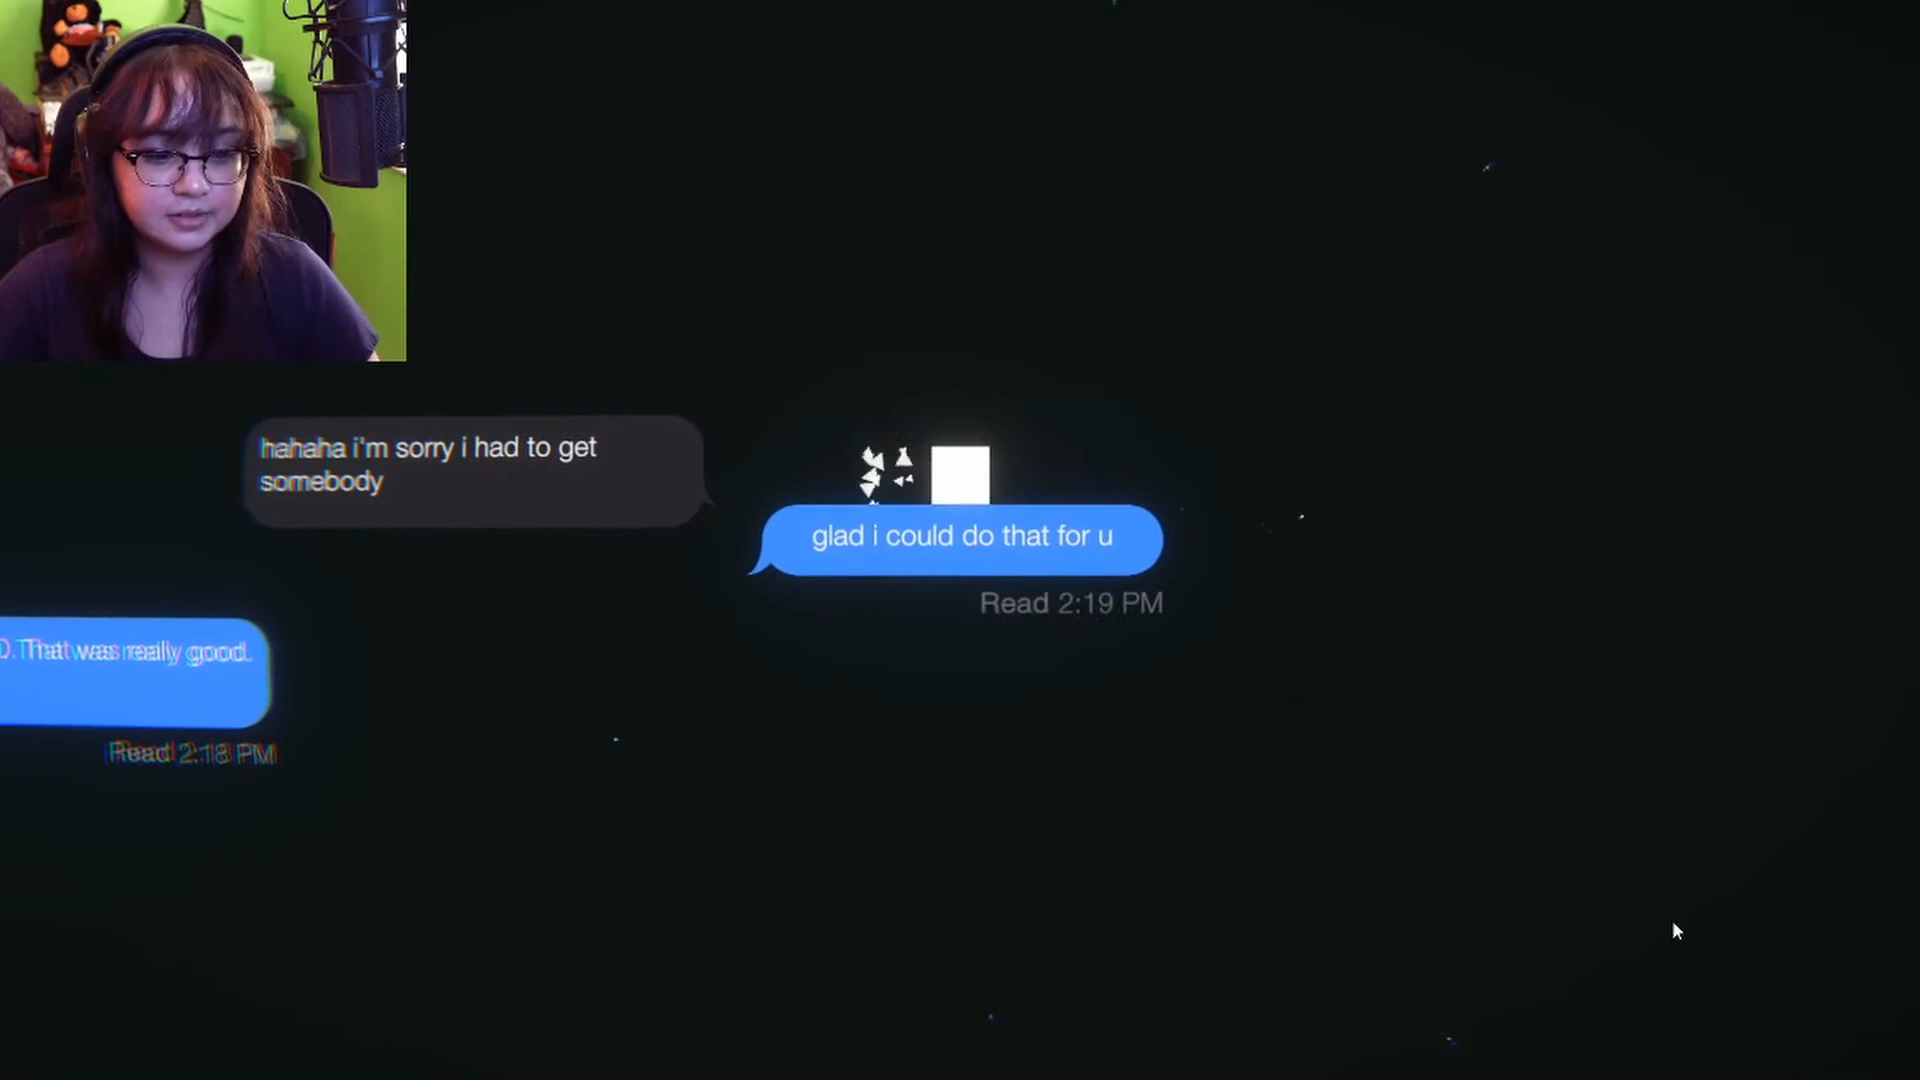 hahaha i'm sorry i had to get
somebody
glad i could do that for u
Read 2:19 PM
That was really good.
Read 2:18 PM